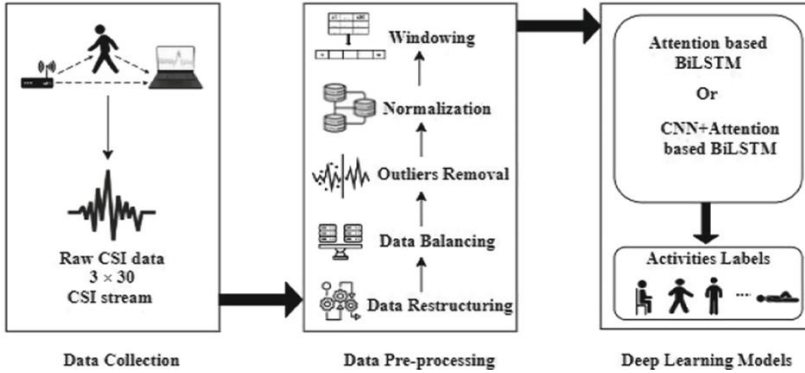 Raw CSI data
3 × 30
CSI stream
Data Collection
Windowing
Normalization
Outliers Removal
Data Balancing
Data Restructuring
Data Pre-processing
Attention based
BiLSTM
Or
CNN+Attention
based BiLSTM
Activities Labels
Deep Learning Models